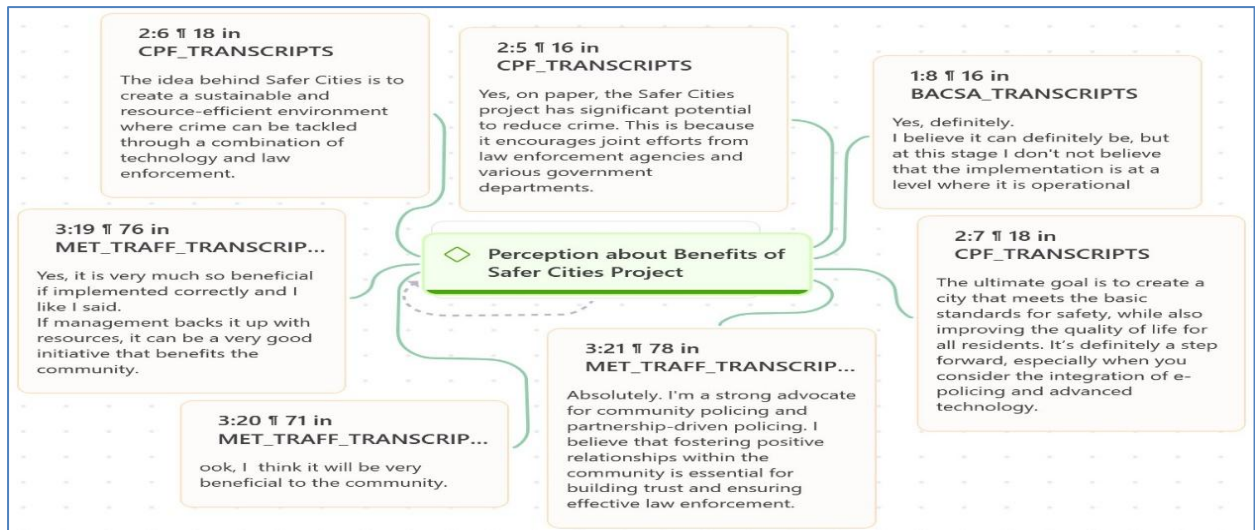 2:6 ¶ 18 in
CPF_TRANSCRIPTS
The idea behind Safer Cities is to
create a sustainable and
resource-efficient environment
where crime can be tackled
through a combination of
technology and law
enforcement.
2:5 ¶ 16 in
CPF_TRANSCRIPTS
Yes, on paper, the Safer Cities
project has significant potential
to reduce crime. This is because
it encourages joint efforts from
law enforcement agencies and
various government
departments.
1:8 ¶ 16 in
BACSA_TRANSCRIPTS
Yes, definitely.
I believe it can definitely be, but
at this stage I don't not believe
that the implementation is at a
level where it is operational
3:19 ¶ 76 in
MET_TRAFF_TRANSCRIP...
Yes, it is very much so beneficial
if implemented correctly and I
like I said.
If management backs it up with
resources, it can be a very good
initiative that benefits the
community.
Perception about Benefits of
Safer Cities Project
2:7 ¶ 18 in
CPF_TRANSCRIPTS
The ultimate goal is to create a
city that meets the basic
standards for safety, while also
improving the quality of life for
all residents. It's definitely a step
forward, especially when you
consider the integration of e-
policing and advanced
technology.
3:20 ¶ 71 in
MET_TRAFF_TRANSCRIP...
ook, I think it will be very
beneficial to the community.
3:21 ¶ 78 in
MET_TRAFF_TRANSCRIP...
Absolutely. I'm a strong advocate
for community policing and
partnership-driven policing. I
believe that fostering positive
relationships within the
community is essential for
building trust and ensuring
effective law enforcement.